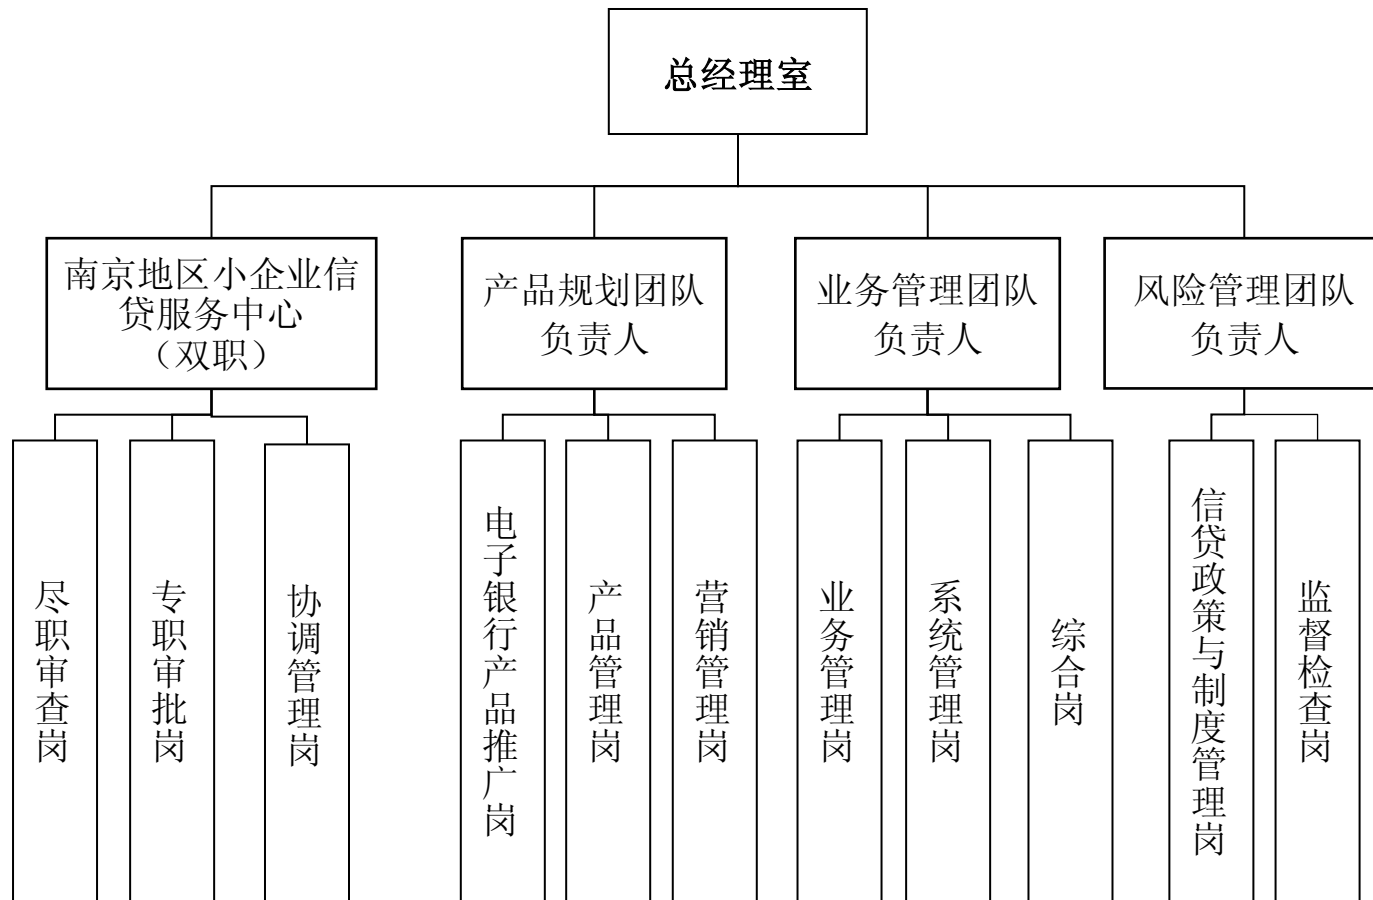 总经理室
南京地区小企业信
贷服务中心
（双职）
产品规划团队
负责人
业务管理团队
负责人
风险管理团队
负责人
尽职审查岗
专职审批岗
协调管理岗
电子银行产品推广岗
产品管理岗
营销管理岗
业务管理岗
系统管理岗
综合岗
信贷政策与制度管理岗
监督检查岗